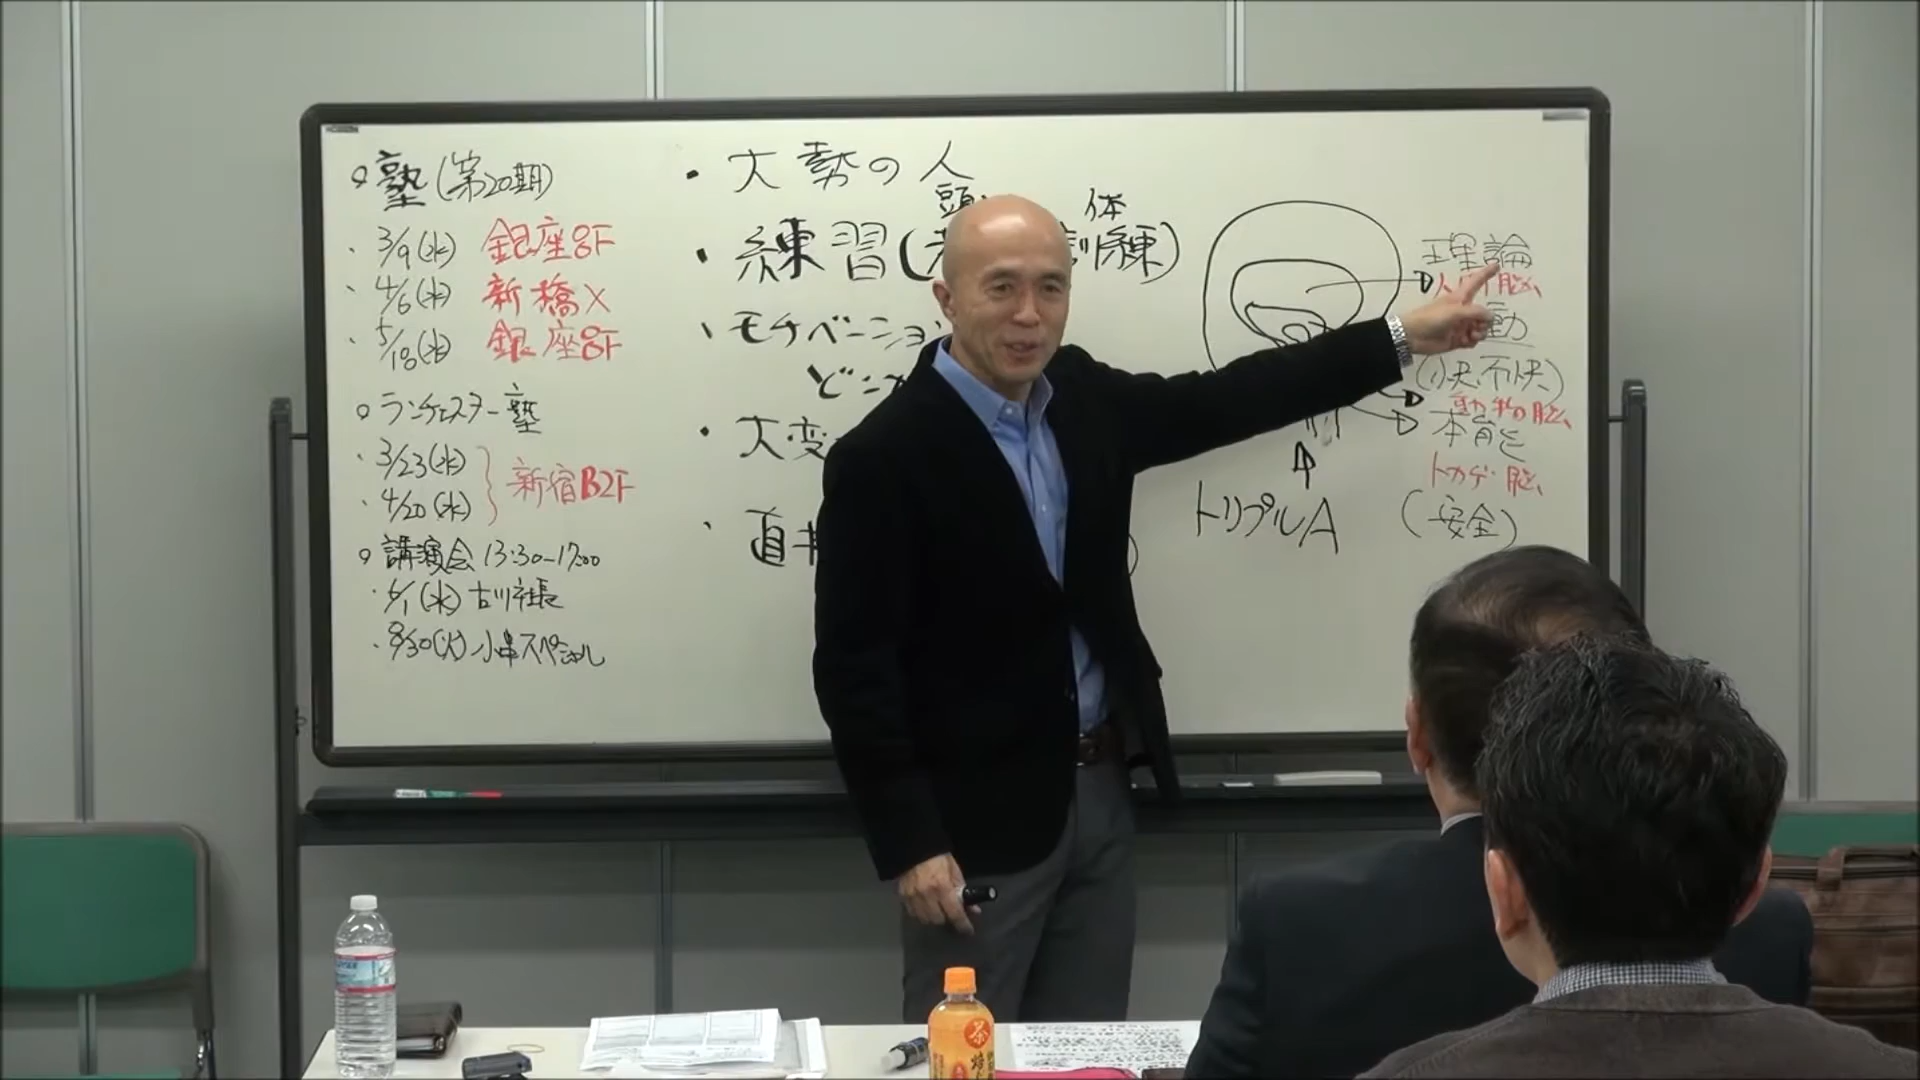 塾(第20期)
・3/9(水) 銀座8F
・4/6(水) 新橋X
・5/18(水) 銀座8F
ランチェスター塾
・3/23(水)
・4/20(水)
新宿B2F
講演会 13:30-17:00
・6/1(水) 古川社長
・8/30(火) 小串スペシャル
・大勢の人
頭
体
・練習(
訓練)
モチベーション
どこか
・大変
直
トリプルA
理論
脳
動
(快、不快)
動物脳
本能
トカゲ脳
(安全)
茶